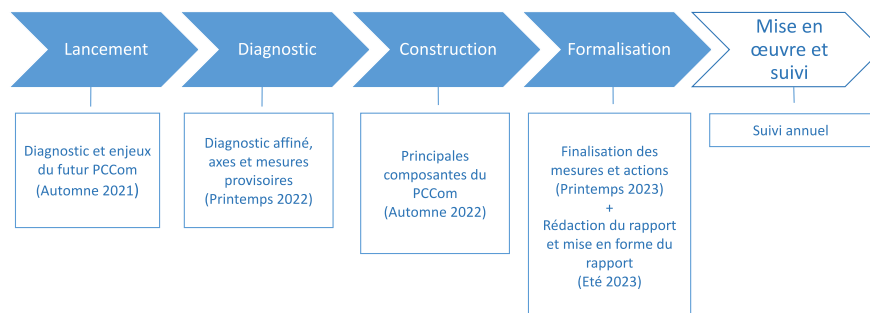 Lancement
Diagnostic
Construction
Formalisation
Mise en
œuvre et
suivi
Diagnostic et enjeux
du futur PCCom
(Automne 2021)
Diagnostic affiné,
axes et mesures
provisoires
(Printemps 2022)
Principales
composantes du
PCCom
(Automne 2022)
Finalisation des
mesures et actions
(Printemps 2023)
+
Rédaction du rapport
et mise en forme du
rapport
(Eté 2023)
Suivi annuel